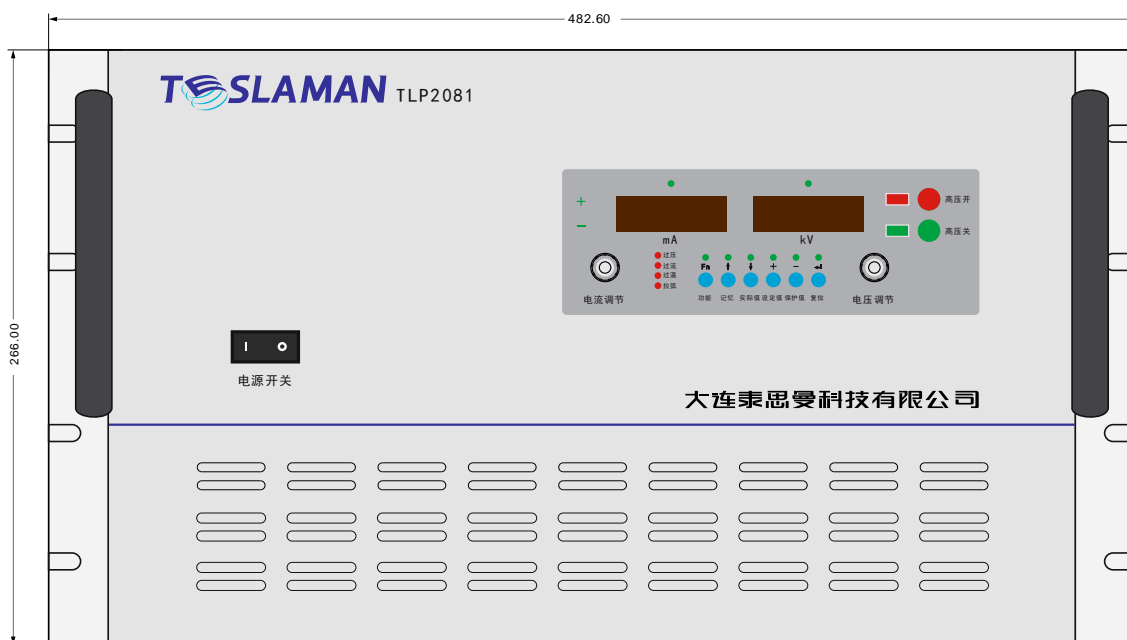 482.60
266.00
TESLAMAN TLP2081
+
−
mA
kV
高压开
高压关
过压
过流
过温
拉弧
Fn + −
功能 记忆 实际值 设定值 保护值 复位
电流调节
电压调节
电源开关
大连泰思曼科技有限公司